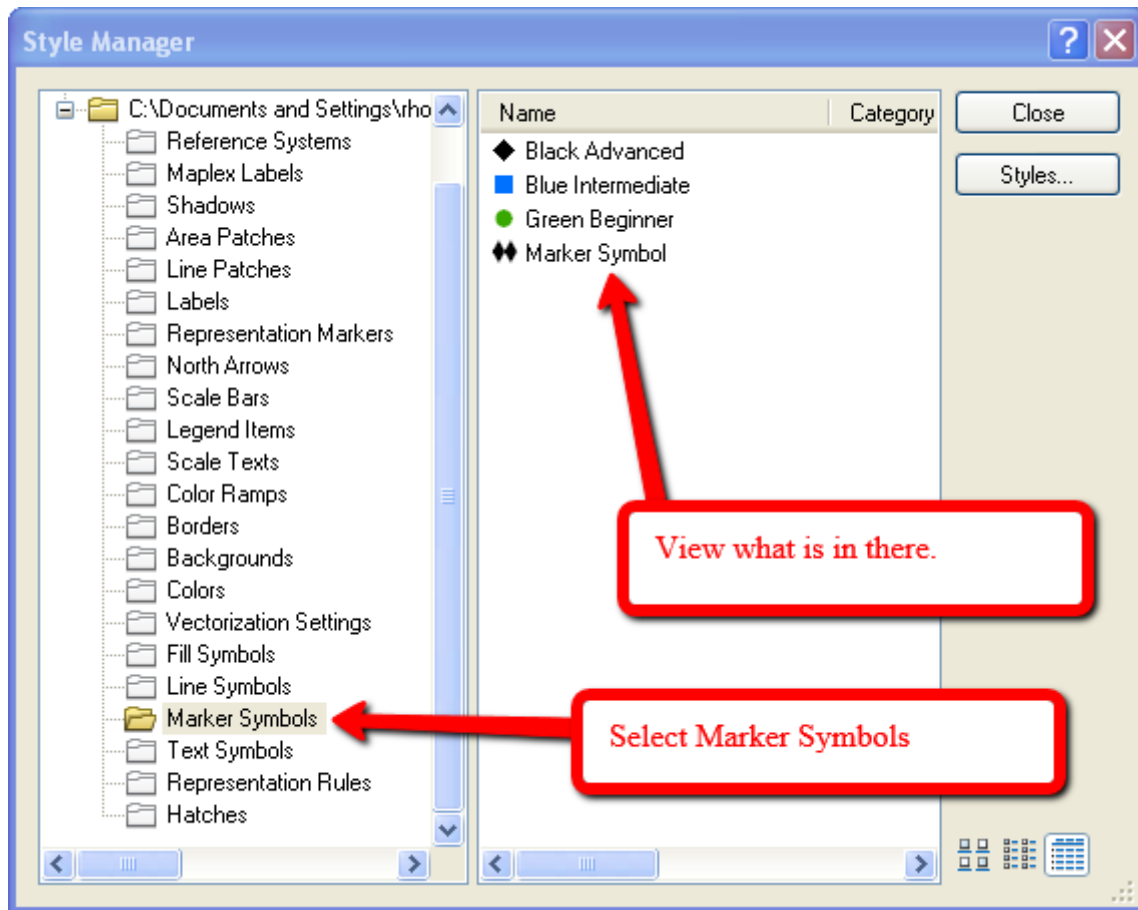 Style Manager
C:\Documents and Settings\rho
Reference Systems
Maplex Labels
Shadows
Area Patches
Line Patches
Labels
Representation Markers
North Arrows
Scale Bars
Legend Items
Scale Texts
Color Ramps
Borders
Backgrounds
Colors
Vectorization Settings
Fill Symbols
Line Symbols
Marker Symbols
Text Symbols
Representation Rules
Hatches
Name Category
Black Advanced
Blue Intermediate
Green Beginner
Marker Symbol
View what is in there.
Select Marker Symbols
Close
Styles...